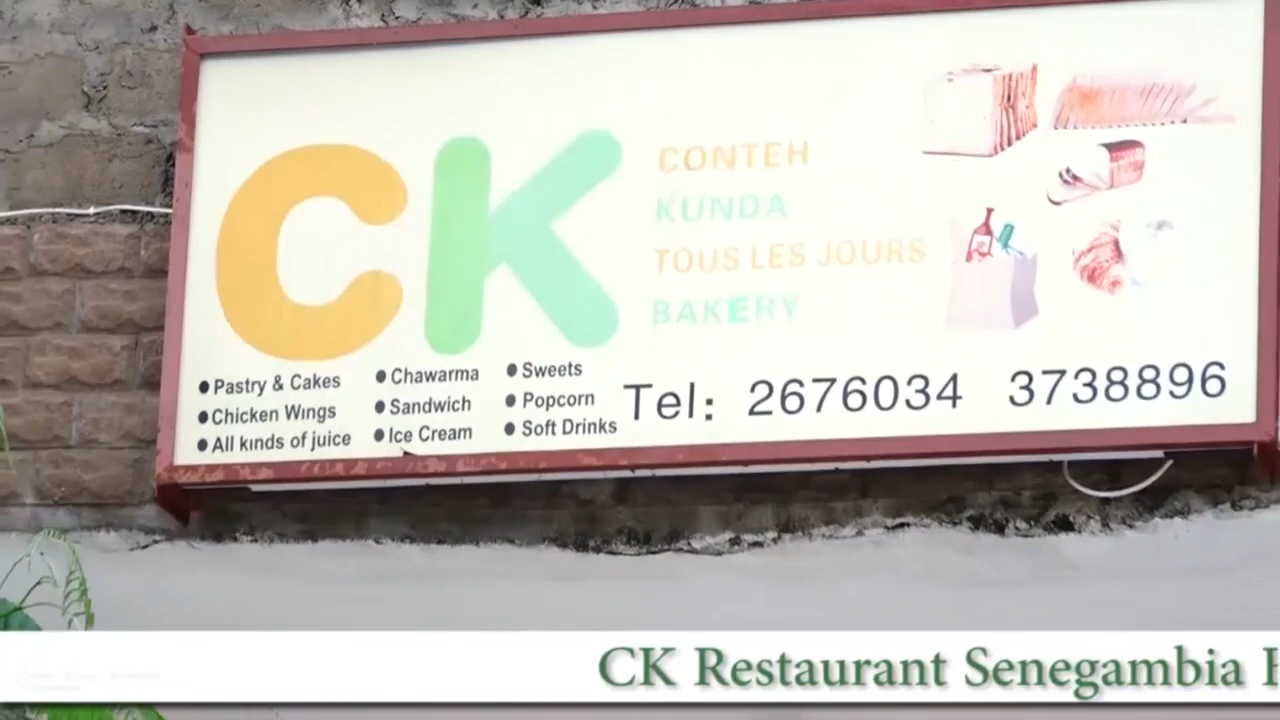 CK
CONTEH
KUNDA
TOUS LES JOURS
BAKERY
● Pastry & Cakes
● Chicken Wings
● All kinds of juice
● Chawarma
● Sandwich
● Ice Cream
● Sweets
● Popcorn
● Soft Drinks
Tel: 2676034 3738896
CK Restaurant Senegambia